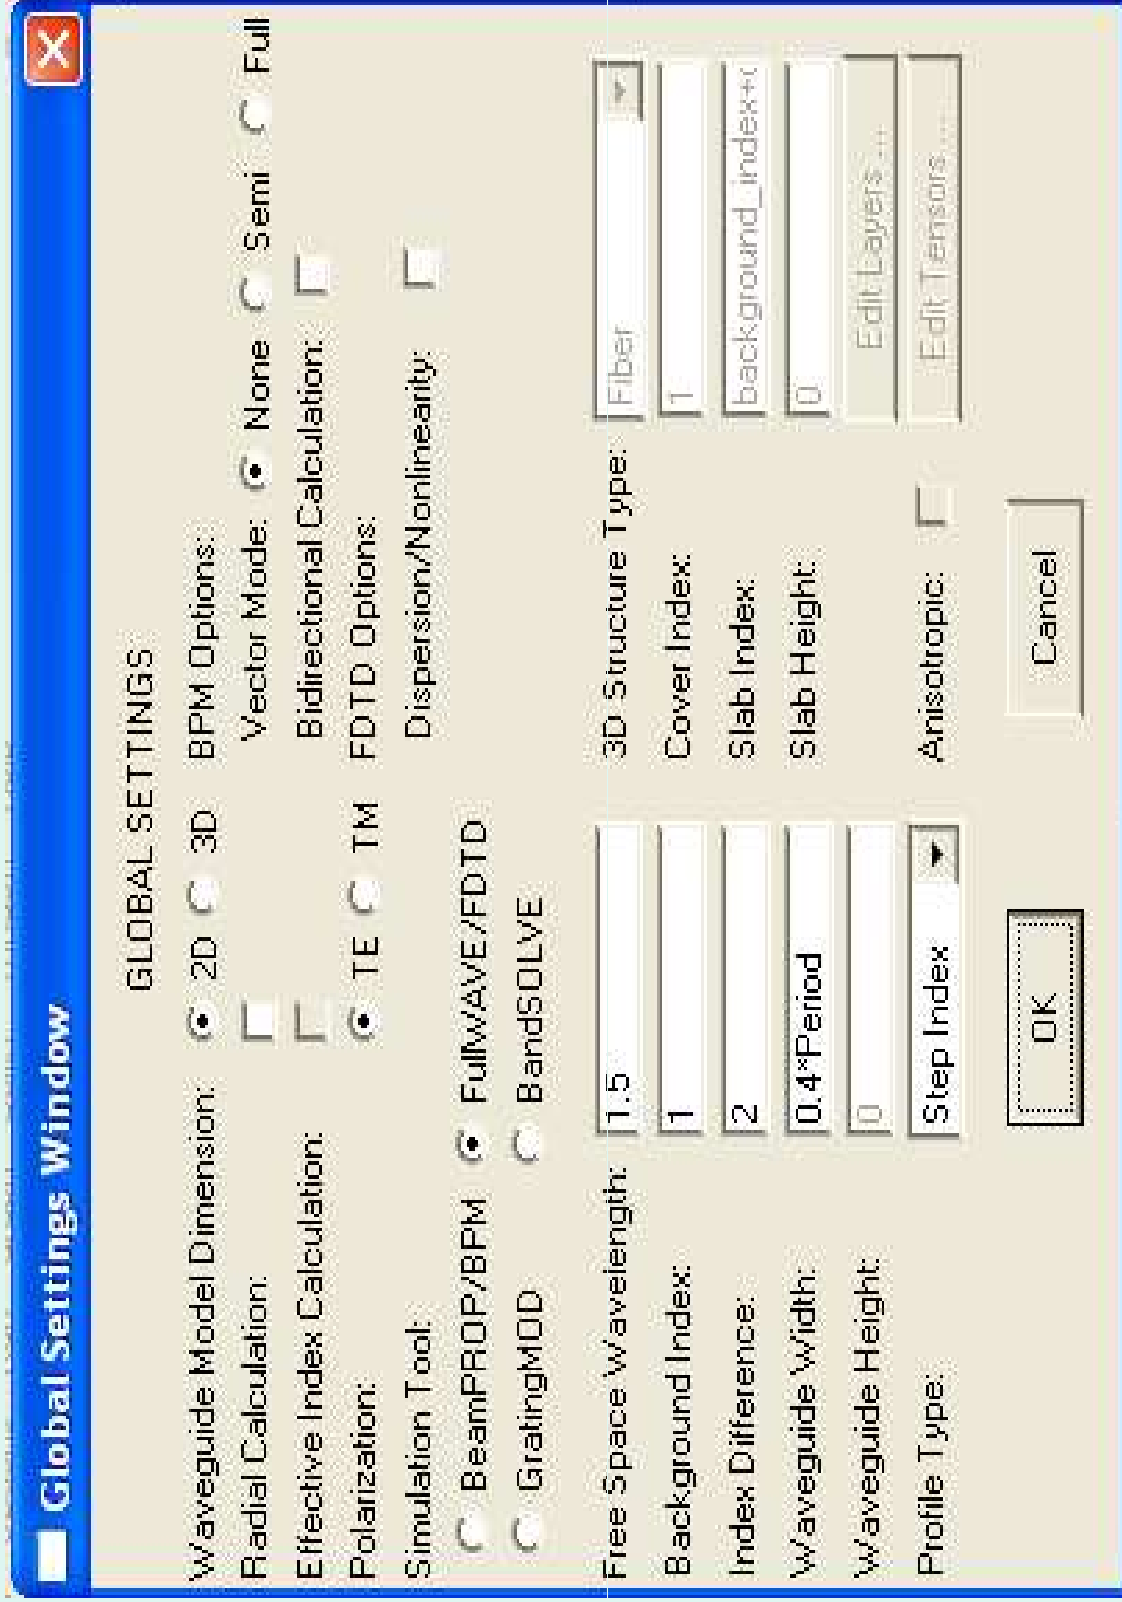 Global Settings Window
GLOBAL SETTINGS
Waveguide Model Dimension: 2D 3D BPM Options:
Radial Calculation: Vector Mode: None Semi Full
Effective Index Calculation: Bidirectional Calculation:
Polarization: TE TM FDTD Options:
Simulation Tool: Dispersion/Nonlinearity:
BeamPROP/BPM FullWAVE/FDTD
GratingMOD BandSOLVE
Free Space Wavelength: 1.5 3D Structure Type: Fiber
Background Index: 1 Cover Index: 1
Index Difference: 2 Slab Index: background_index+
Waveguide Width: 0.4*Period Slab Height: 0
Waveguide Height: 0 Edit Layers ...
Profile Type: Step Index Anisotropic: Edit Tensors ...
OK Cancel